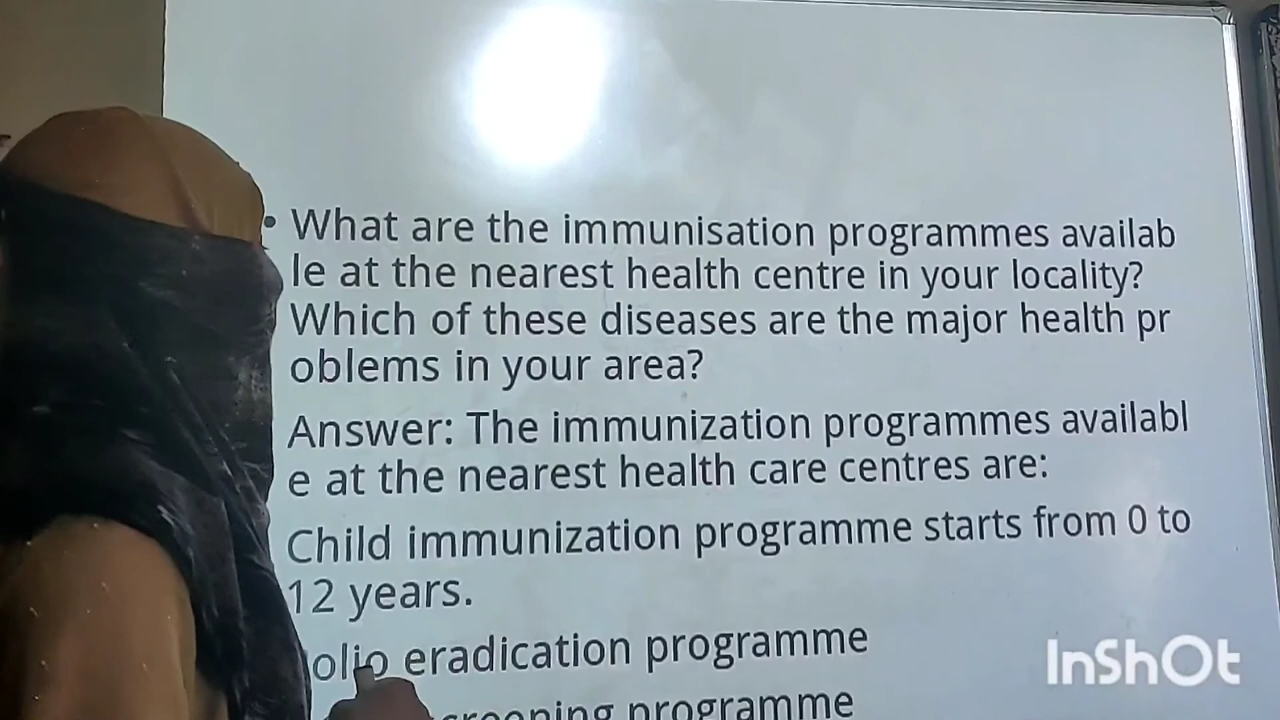 • What are the immunisation programmes availab
le at the nearest health centre in your locality?
Which of these diseases are the major health pr
oblems in your area?
Answer: The immunization programmes availabl
e at the nearest health care centres are:
Child immunization programme starts from 0 to
12 years.
olio eradication programme
programme
InShOt